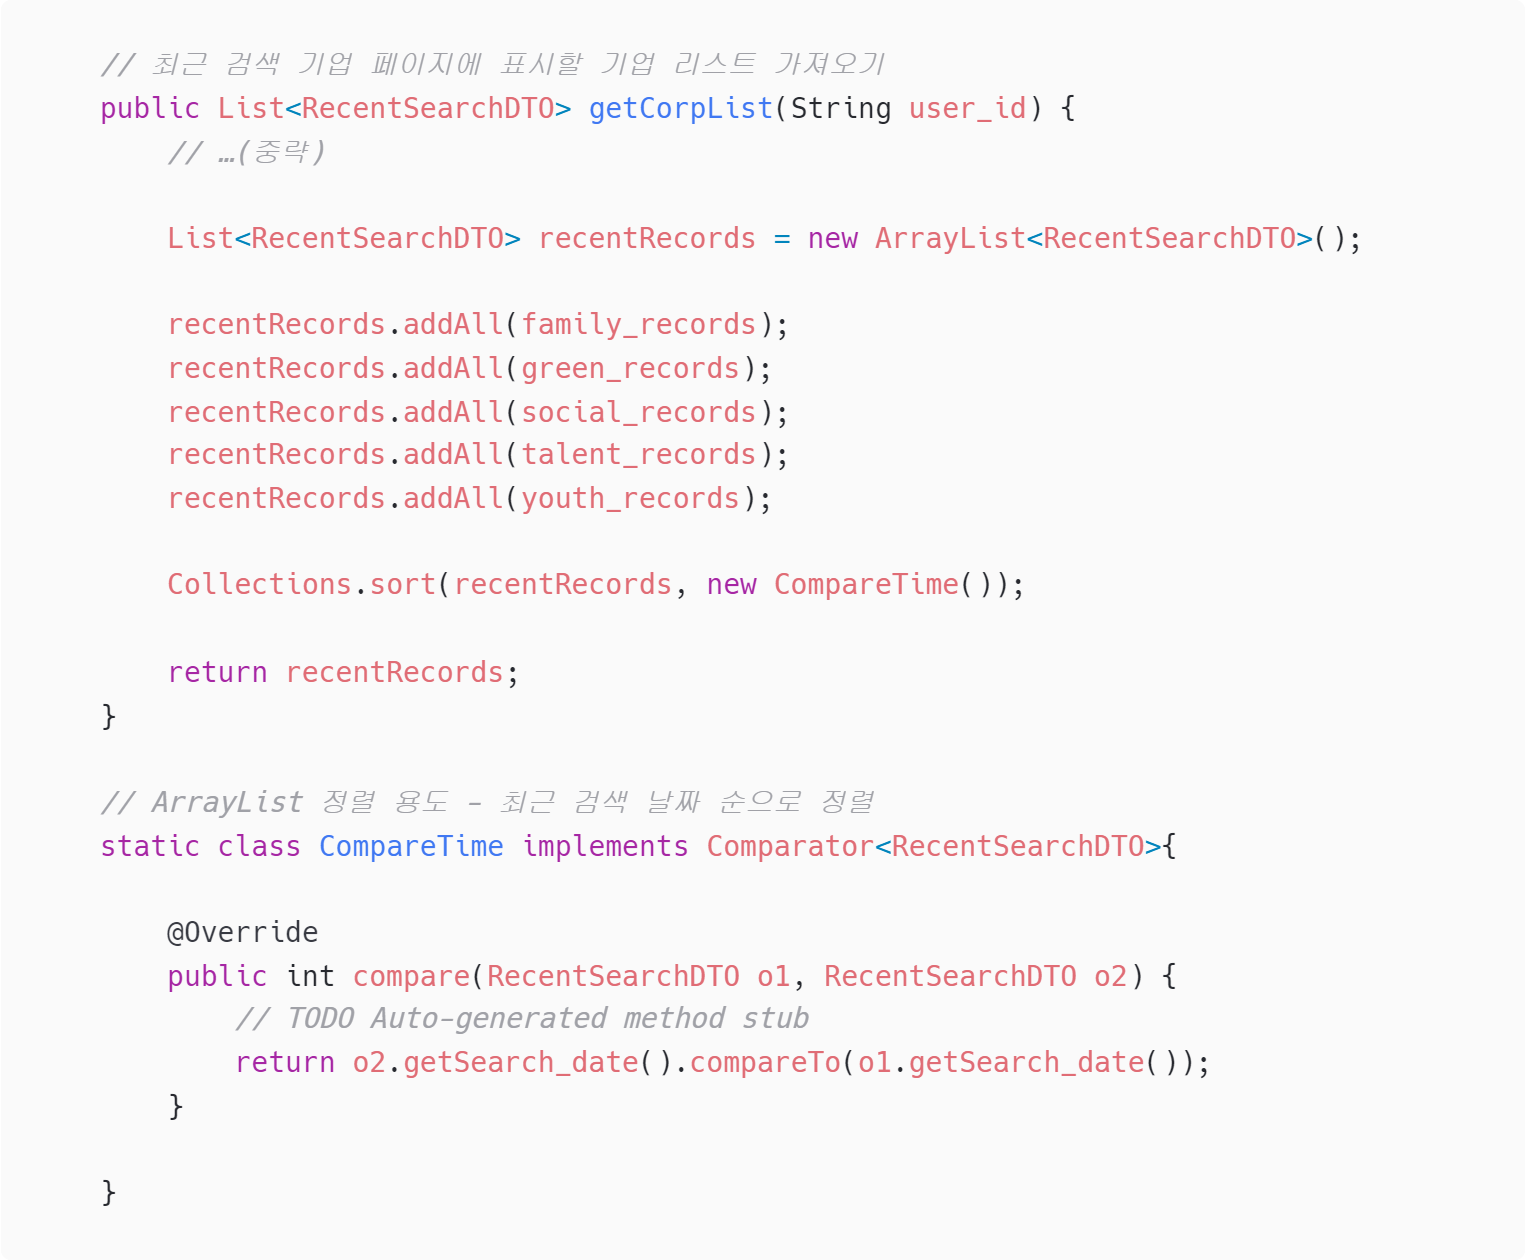 // 최근 검색 기업 페이지에 표시할 기업 리스트 가져오기
public List<RecentSearchDTO> getCorpList(String user_id) {
    // …(중략)
    List<RecentSearchDTO> recentRecords = new ArrayList<RecentSearchDTO>();
    recentRecords.addAll(family_records);
    recentRecords.addAll(green_records);
    recentRecords.addAll(social_records);
    recentRecords.addAll(talent_records);
    recentRecords.addAll(youth_records);
    Collections.sort(recentRecords, new CompareTime());
    return recentRecords;
}
// ArrayList 정렬 용도 - 최근 검색 날짜 순으로 정렬
static class CompareTime implements Comparator<RecentSearchDTO>{
    @Override
    public int compare(RecentSearchDTO o1, RecentSearchDTO o2) {
        // TODO Auto-generated method stub
        return o2.getSearch_date().compareTo(o1.getSearch_date());
    }
}